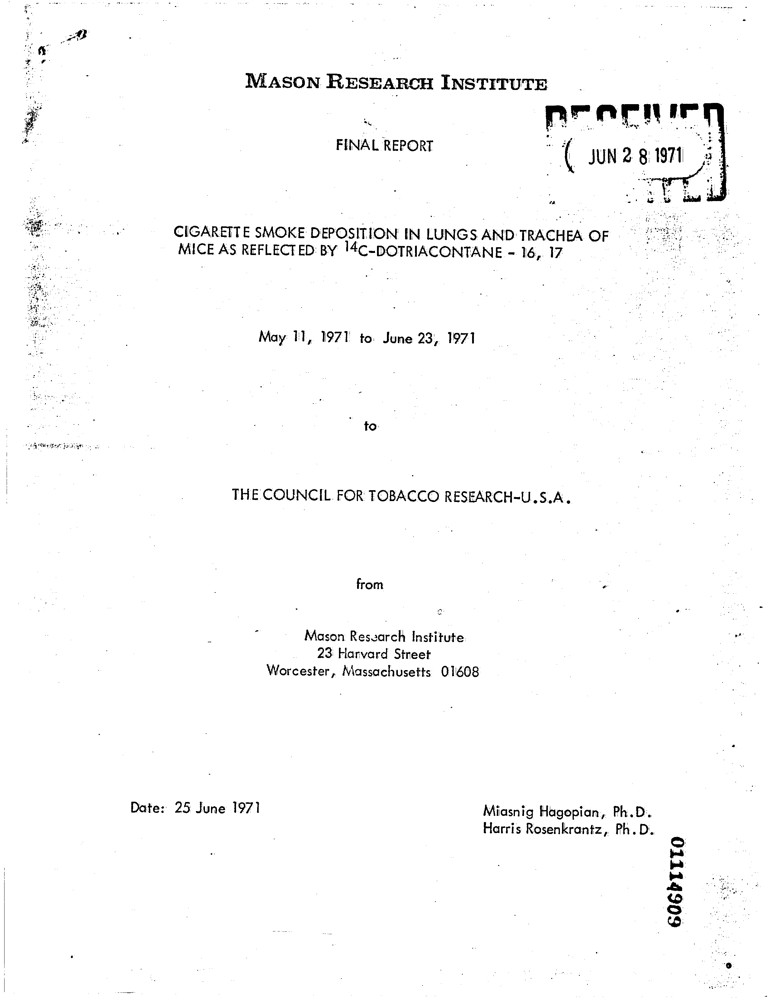 MASON RESEARCH INSTITUTE
FINAL REPORT
RECEIVED
JUN 28 1971
CIGARETTE SMOKE DEPOSITION IN LUNGS AND TRACHEA OF
MICE AS REFLECTED BY 14C-DOTRIACONTANE - 16, 17
May 11, 1971 to June 23, 1971
to
THE COUNCIL FOR TOBACCO RESEARCH-U.S.A.
from
Mason Research Institute
23 Harvard Street
Worcester, Massachusetts 01608
Date: 25 June 1971
Miasnig Hagopian, Ph.D.
Harris Rosenkrantz, Ph.D.
01114909